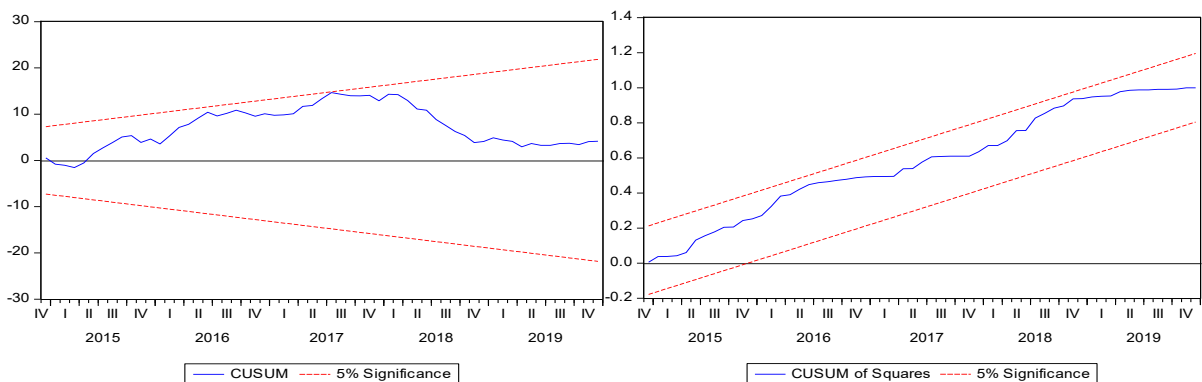 30
20
10
0
-10
-20
-30
IV I II III IV I II III IV I II III IV I II III IV I II III IV
2015 2016 2017 2018 2019
CUSUM 5% Significance
1.4
1.2
1.0
0.8
0.6
0.4
0.2
0.0
-0.2
IV I II III IV I II III IV I II III IV I II III IV I II III IV
2015 2016 2017 2018 2019
CUSUM of Squares 5% Significance